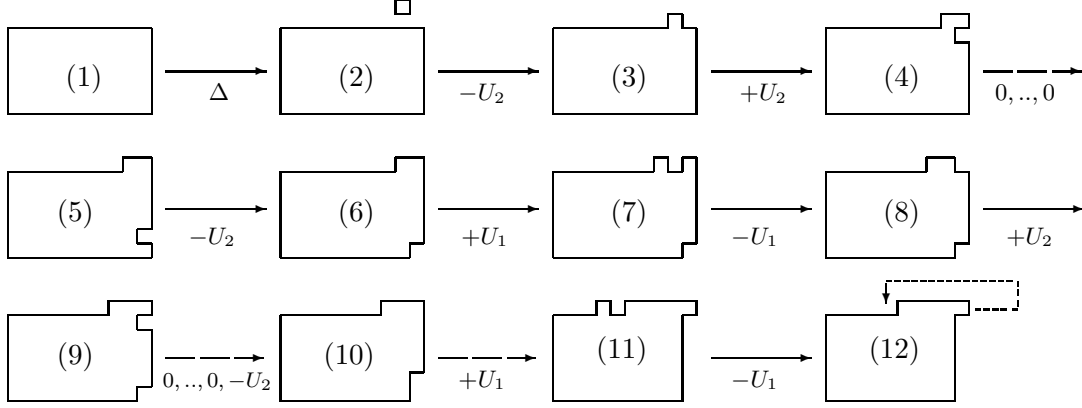 (1) (2) (3) (4)
Δ −U₂ +U₂ 0,..,0
(5) (6) (7) (8)
−U₂ +U₁ −U₁ +U₂
(9) (10) (11) (12)
0,..,0,−U₂ +U₁ −U₁